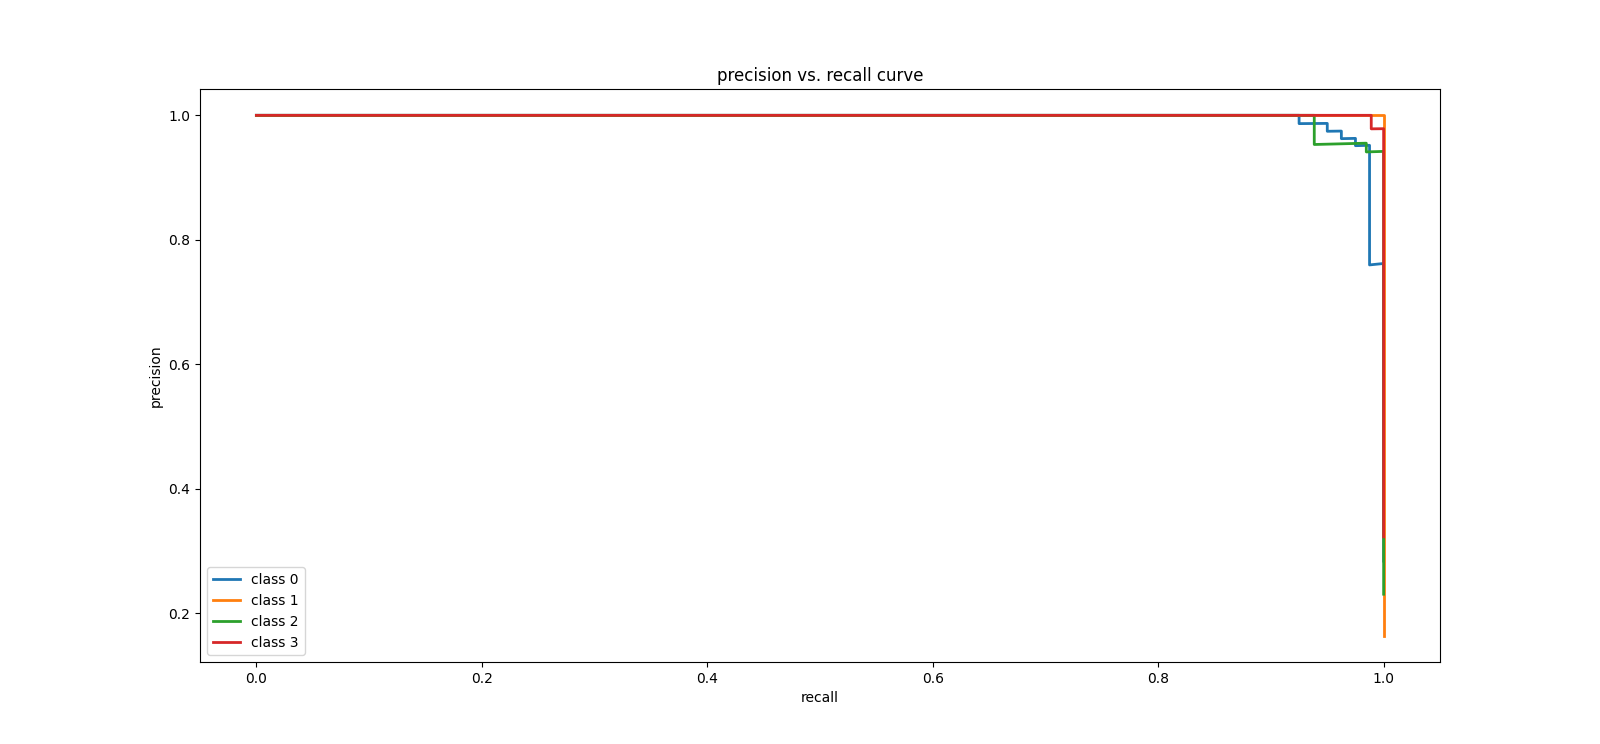 precision vs. recall curve
1.0
0.8
0.6
0.4
0.2
precision
class 0
class 1
class 2
class 3
0.0 0.2 0.4 0.6 0.8 1.0
recall